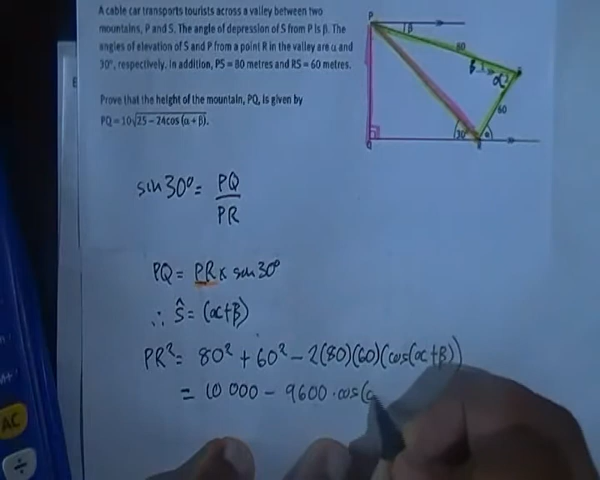 A cable car transports tourists across a valley between two
mountains, P and S. The angle of depression of S from P is β. The
angles of elevation of S and P from a point R in the valley are α and
30°, respectively. In addition, PS = 80 metres and RS = 60 metres.
Prove that the height of the mountain, PQ, is given by
PQ = 10√(25 − 24cos (α + β)).
P
β
80
α
60
30°
sin 30° = PQ/PR
PQ = PR × sin 30°
∴ Ŝ = (α+β)
PR² = 80² + 60² − 2(80)(60)(cos(α+β))
= 10 000 − 9600 · cos(
M+
AC
÷